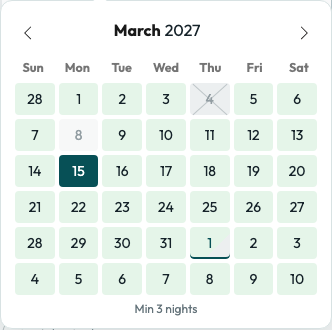 March 2027
Sun Mon Tue Wed Thu Fri Sat
28 1 2 3 4 5 6
7 8 9 10 11 12 13
14 15 16 17 18 19 20
21 22 23 24 25 26 27
28 29 30 31 1 2 3
4 5 6 7 8 9 10
Min 3 nights